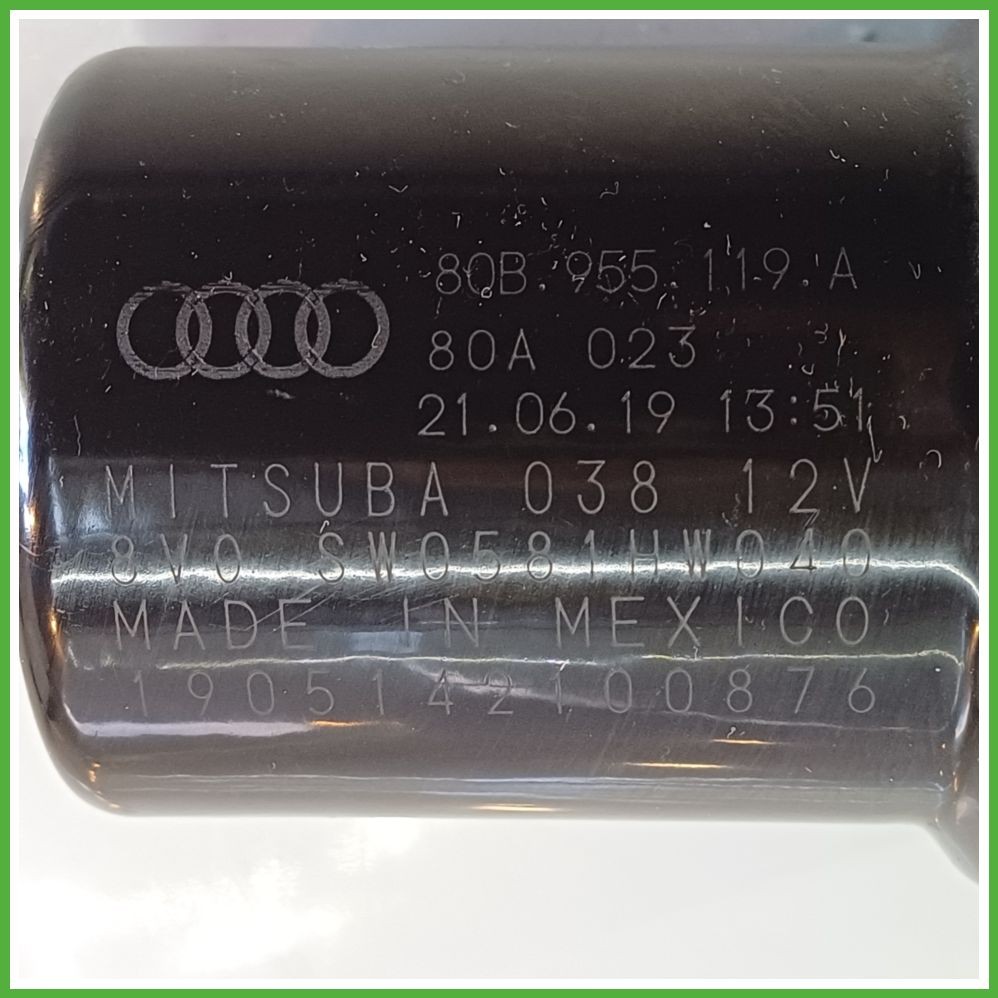 80B.955.119.A
80A 023
21.06.19 13:51
MITSUBA 038 12V
8V0 SW0581HW040
MADE IN MEXICO
1905142100876